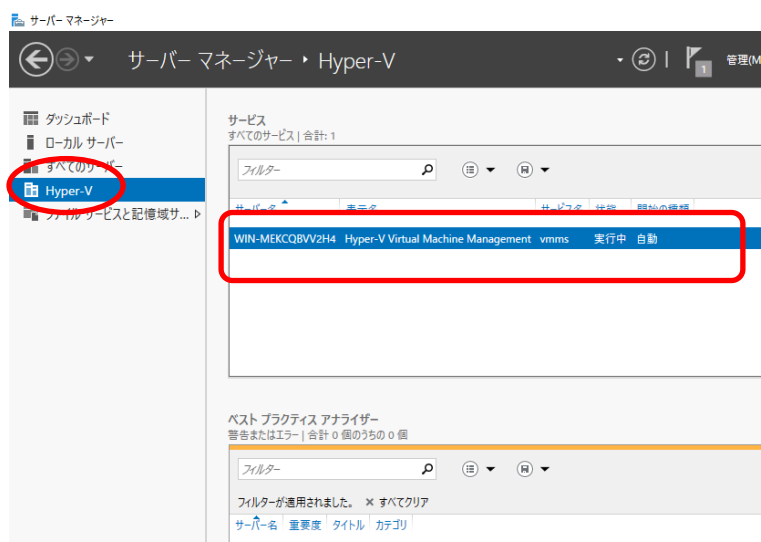 サーバー マネージャー
サーバー マネージャー ‣ Hyper-V
1
管理(M
ダッシュボード
ローカル サーバー
すべてのサーバー
Hyper-V
ファイル サービスと記憶域サ...
サービス
すべてのサービス | 合計: 1
フィルター
サーバー名 表示名 サービス名 状態 開始の種類
WIN-MEKCQBVV2H4 Hyper-V Virtual Machine Management vmms 実行中 自動
ベスト プラクティス アナライザー
警告またはエラー | 合計 0 個のうちの 0 個
フィルター
フィルターが適用されました。 × すべてクリア
サーバー名 重要度 タイトル カテゴリ